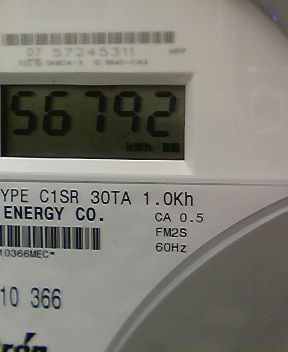 07 57245311
56792
kWh
YPE C1SR 30TA 1.0Kh
ENERGY CO.
CA 0.5
FM2S
60Hz
10366MEC*
10 366
rón